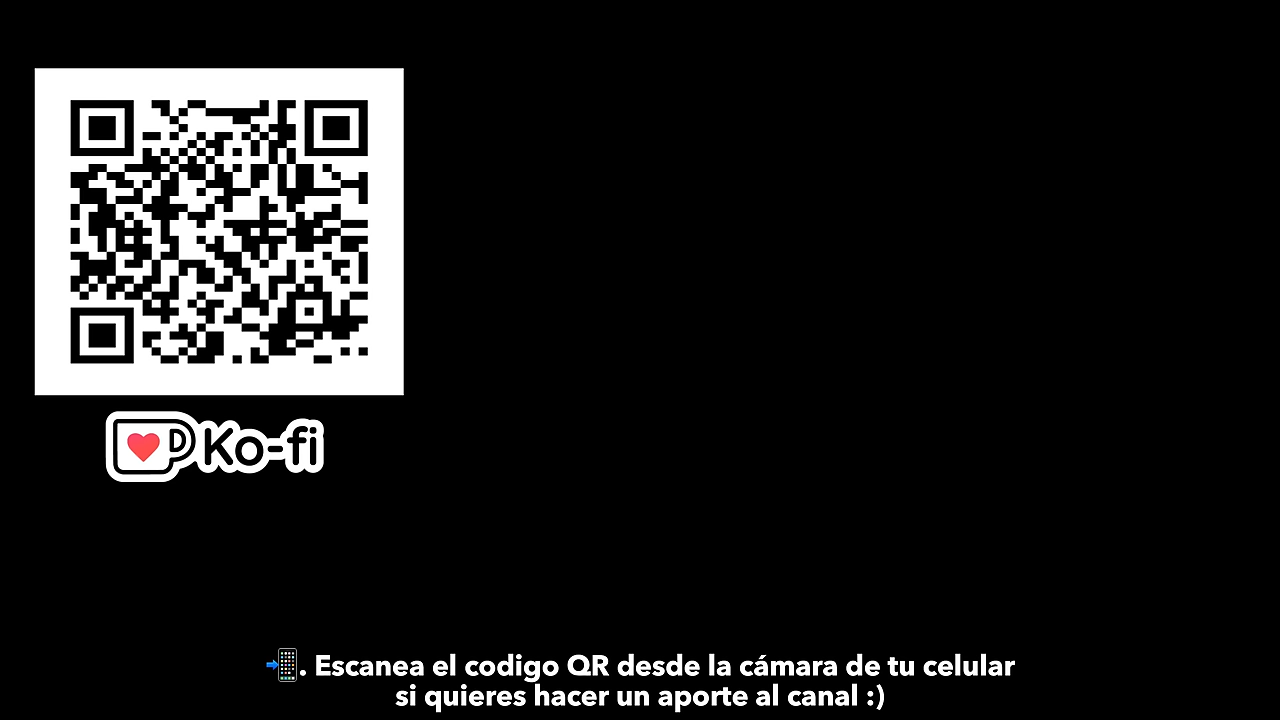 Ko-fi
📲. Escanea el codigo QR desde la cámara de tu celular
si quieres hacer un aporte al canal :)